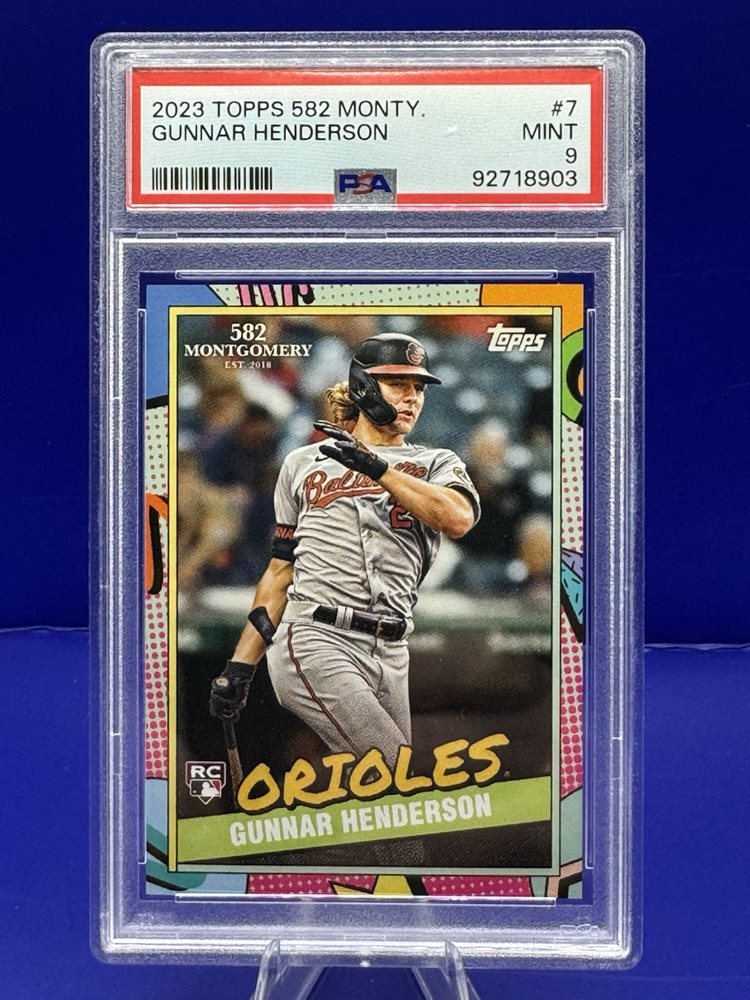 2023 TOPPS 582 MONTY. #7
GUNNAR HENDERSON MINT
9
PSA 92718903
582
MONTGOMERY
EST. 2018
topps
Baltimore
2
RC
ORIOLES
GUNNAR HENDERSON